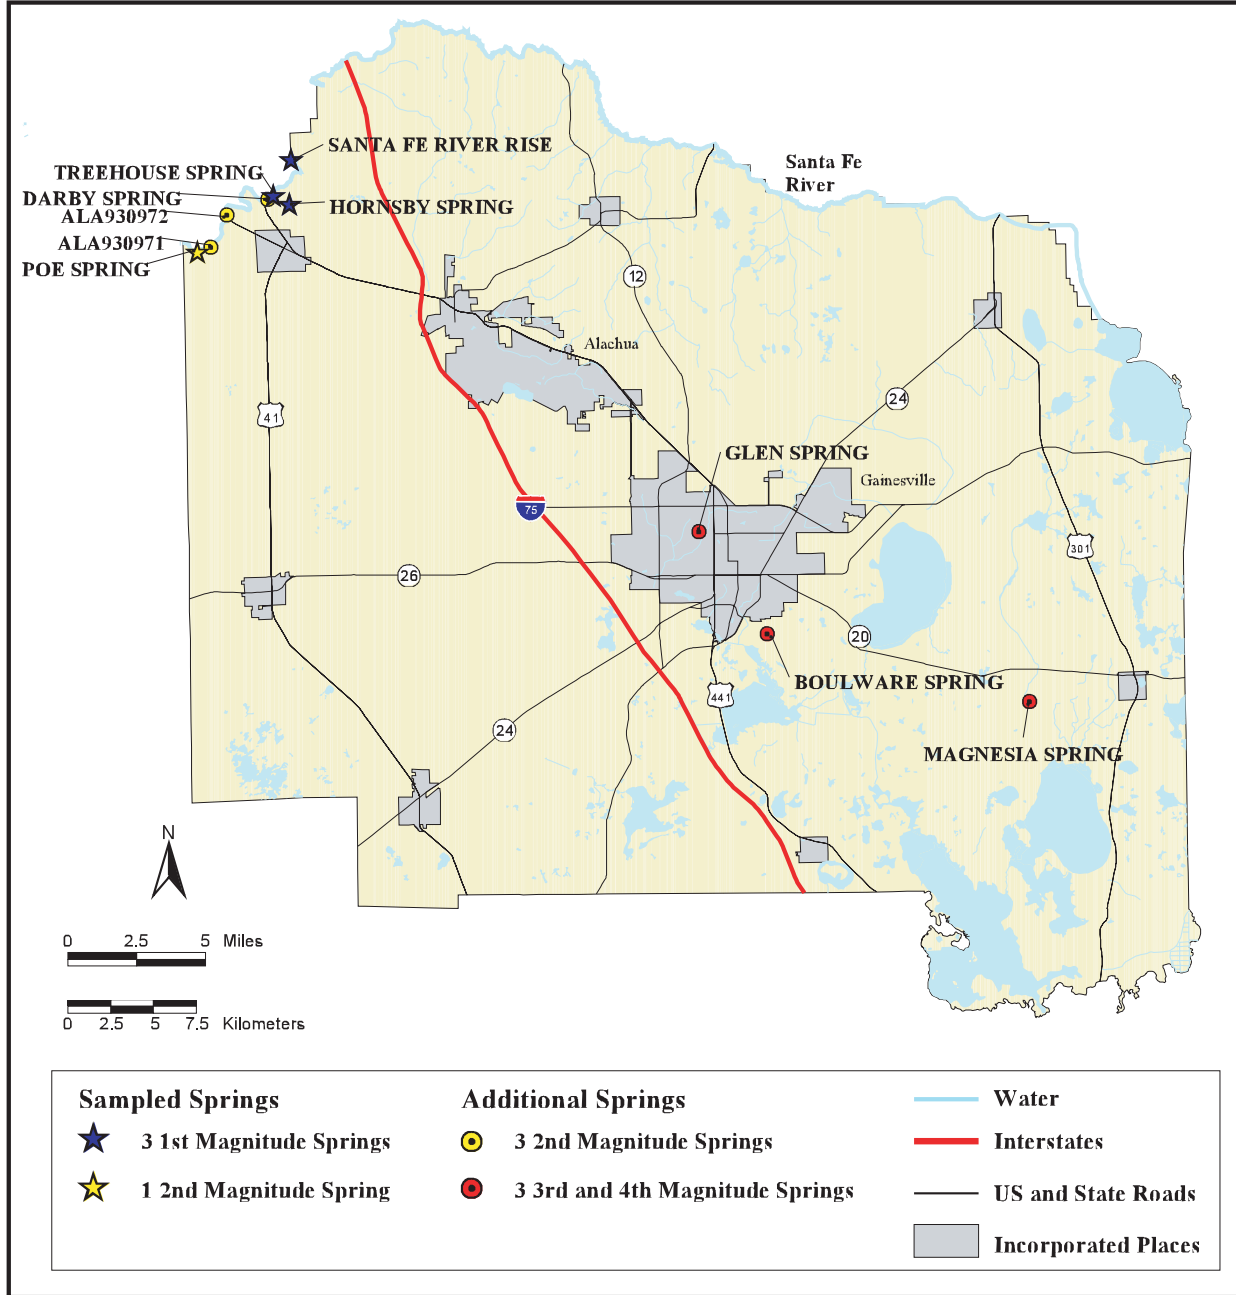 SANTA FE RIVER RISE
Santa Fe
River
TREEHOUSE SPRING
DARBY SPRING
HORNSBY SPRING
ALA930972
ALA930971
POE SPRING
12
Alachua
24
41
GLEN SPRING
Gainesville
75
301
26
20
BOULWARE SPRING
441
24
MAGNESIA SPRING
N
0 2.5 5 Miles
0 2.5 5 7.5 Kilometers
Sampled Springs
3 1st Magnitude Springs
1 2nd Magnitude Spring
Additional Springs
3 2nd Magnitude Springs
3 3rd and 4th Magnitude Springs
Water
Interstates
US and State Roads
Incorporated Places